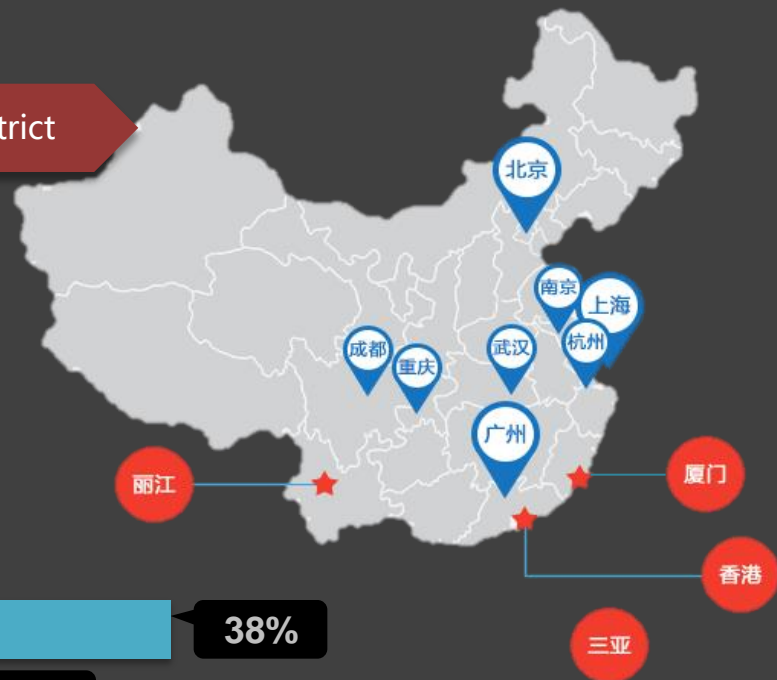 trict
北京
南京
上海
成都
重庆
武汉
杭州
广州
丽江
厦门
香港
38%
三亚